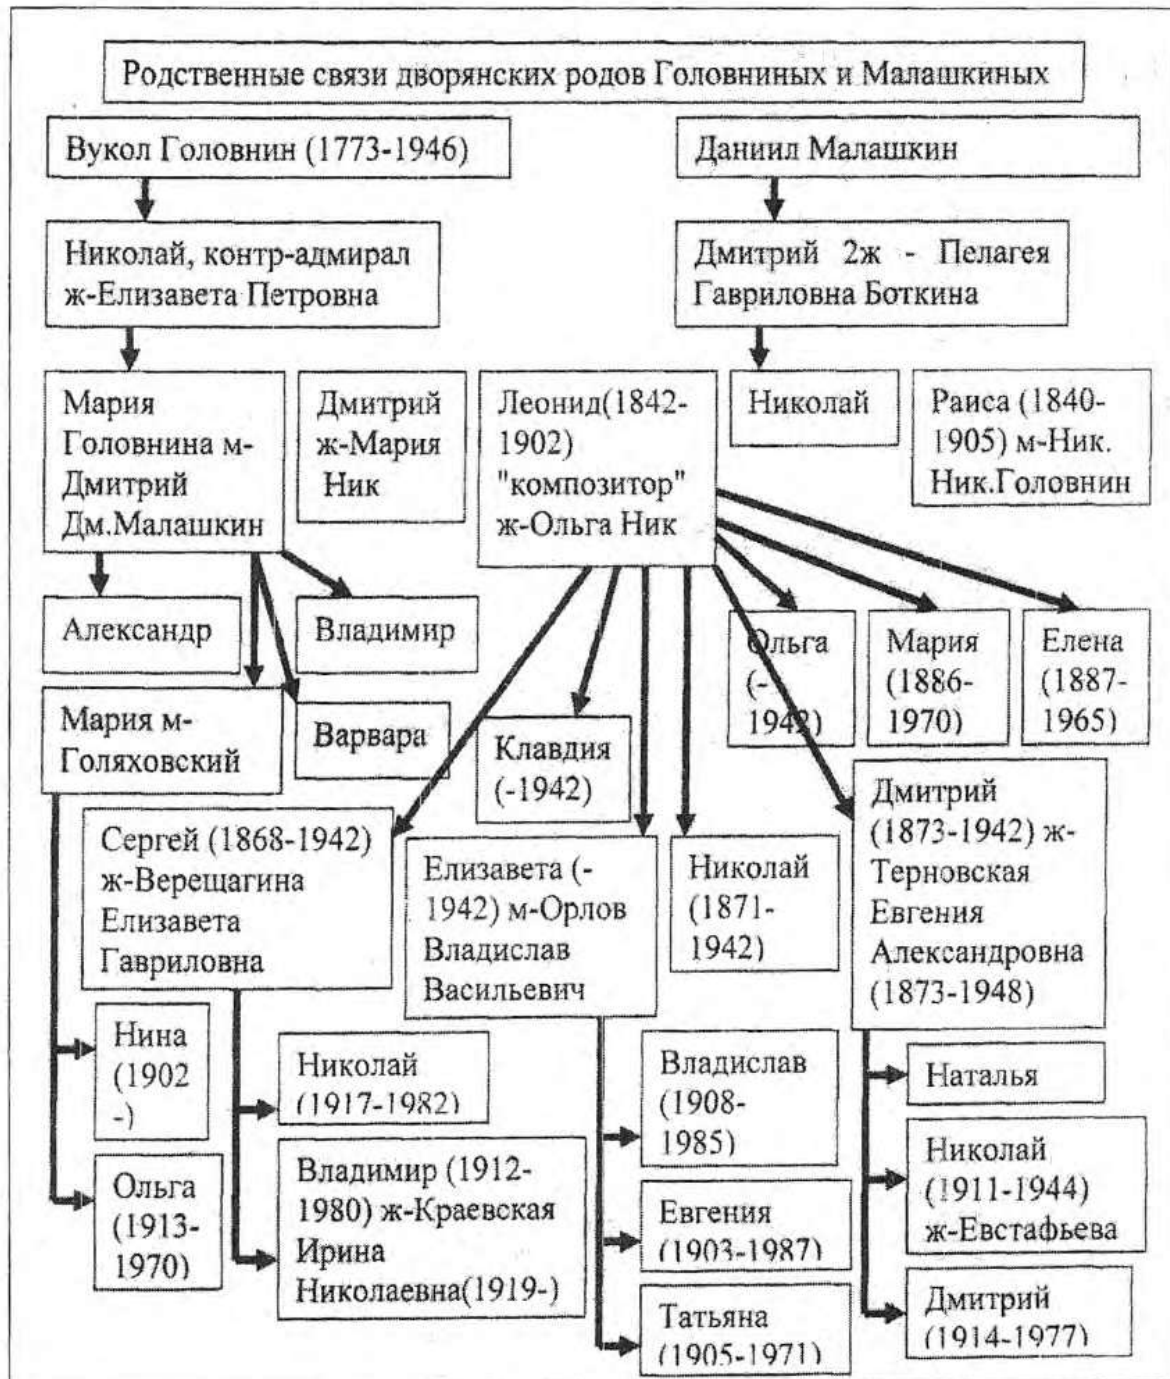 Родственные связи дворянских родов Головниных и Малашкиных
Вукол Головнин (1773-1946)
Даниил Малашкин
Николай, контр-адмирал
ж-Елизавета Петровна
Дмитрий 2ж - Пелагея
Гавриловна Боткина
Мария
Головнина м-
Дмитрий
Дм.Малашкин
Дмитрий
ж-Мария
Ник
Леонид(1842-
1902)
"композитор"
ж-Ольга Ник
Николай
Раиса (1840-
1905) м-Ник.
Ник.Головнин
Александр
Владимир
Ольга
(-
1942)
Мария
(1886-
1970)
Елена
(1887-
1965)
Мария м-
Голяховский
Варвара
Клавдия
(-1942)
Сергей (1868-1942)
ж-Верещагина
Елизавета
Гавриловна
Елизавета (-
1942) м-Орлов
Владислав
Васильевич
Николай
(1871-
1942)
Дмитрий
(1873-1942) ж-
Терновская
Евгения
Александровна
(1873-1948)
Нина
(1902
-)
Ольга
(1913-
1970)
Николай
(1917-1982)
Владимир (1912-
1980) ж-Краевская
Ирина
Николаевна(1919-)
Владислав
(1908-
1985)
Евгения
(1903-1987)
Татьяна
(1905-1971)
Наталья
Николай
(1911-1944)
ж-Евстафьева
Дмитрий
(1914-1977)